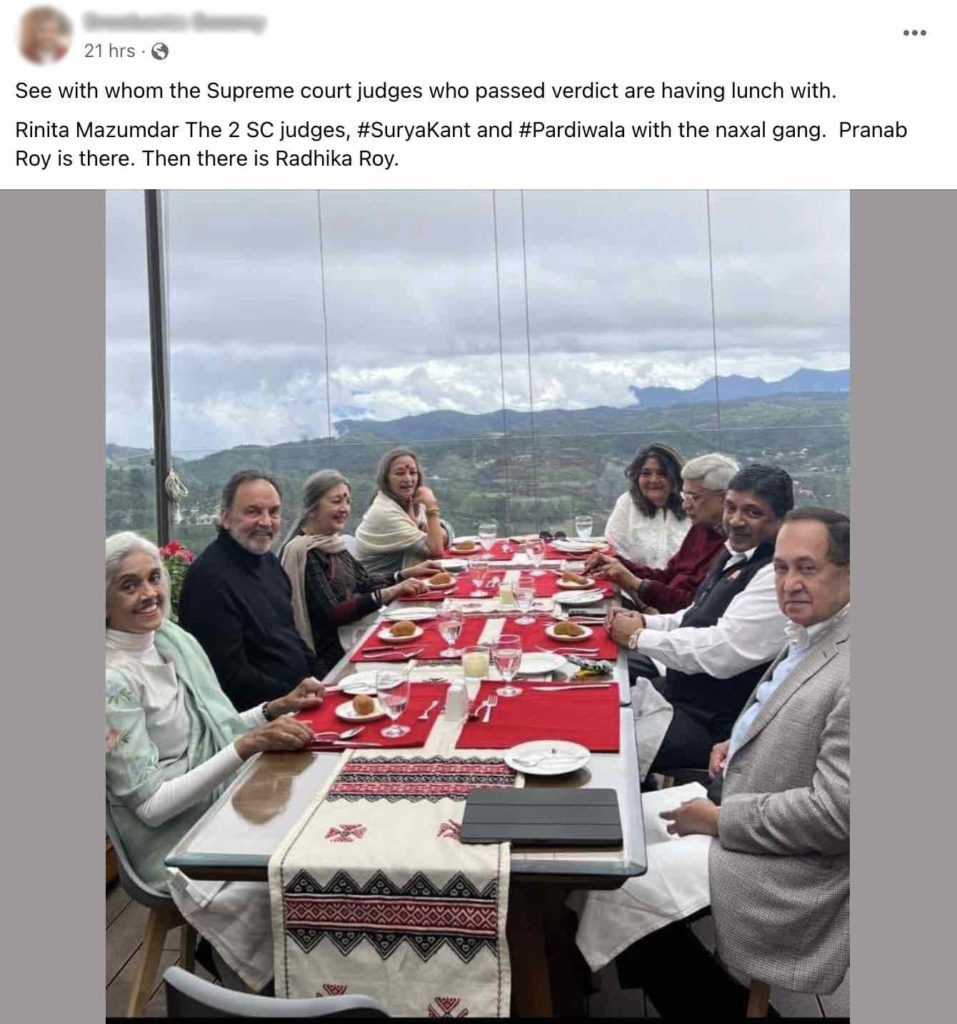 21 hrs ·
See with whom the Supreme court judges who passed verdict are having lunch with.
Rinita Mazumdar The 2 SC judges, #SuryaKant and #Pardiwala with the naxal gang.  Pranab
Roy is there. Then there is Radhika Roy.